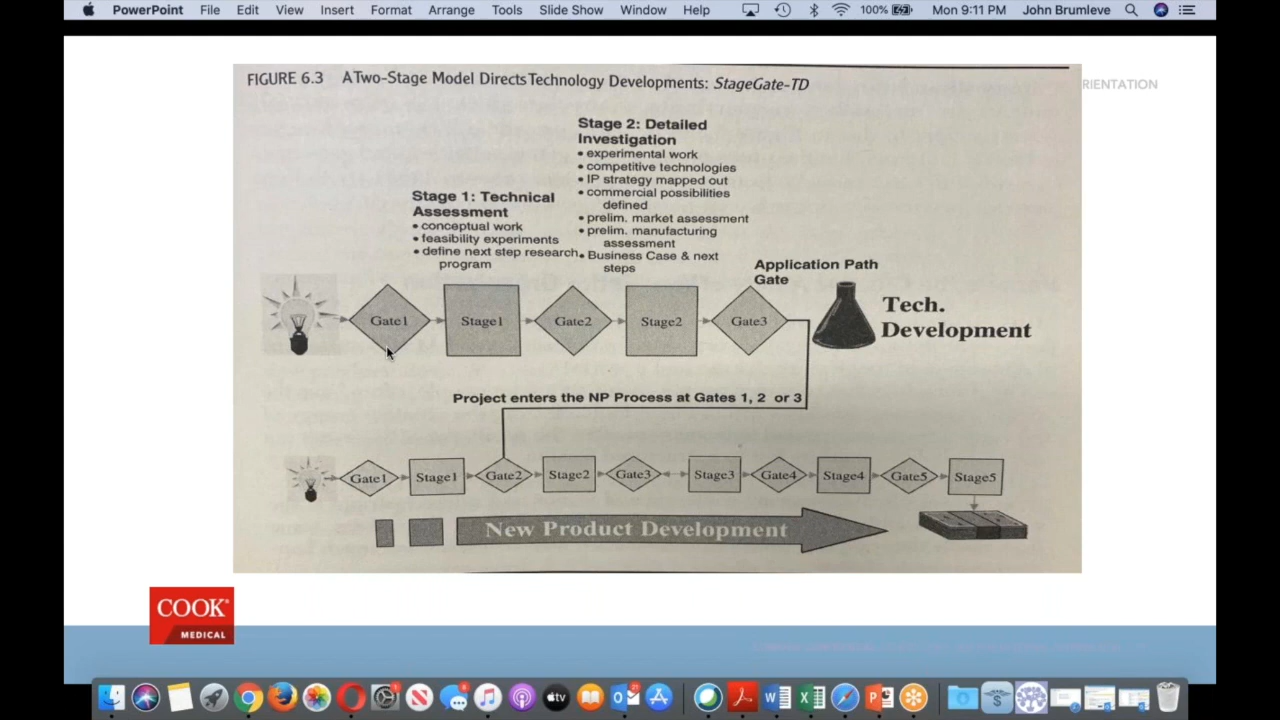 PowerPoint File Edit View Insert Format Arrange Tools Slide Show Window Help 100% Mon 9:11 PM John Brumleve
RIENTATION
FIGURE 6.3 A Two-Stage Model Directs Technology Developments: StageGate-TD
Stage 2: Detailed
Investigation
• experimental work
• competitive technologies
• IP strategy mapped out
• commercial possibilities
defined
• prelim. market assessment
• prelim. manufacturing
assessment
• Business Case & next
steps
Stage 1: Technical
Assessment
• conceptual work
• feasibility experiments
• define next step research
program
Application Path
Gate
Gate1 Stage1 Gate2 Stage2 Gate3
Tech.
Development
Project enters the NP Process at Gates 1, 2 or 3
Gate1 Stage1 Gate2 Stage2 Gate3 Stage3 Gate4 Stage4 Gate5 Stage5
New Product Development
COOK®
MEDICAL
tv